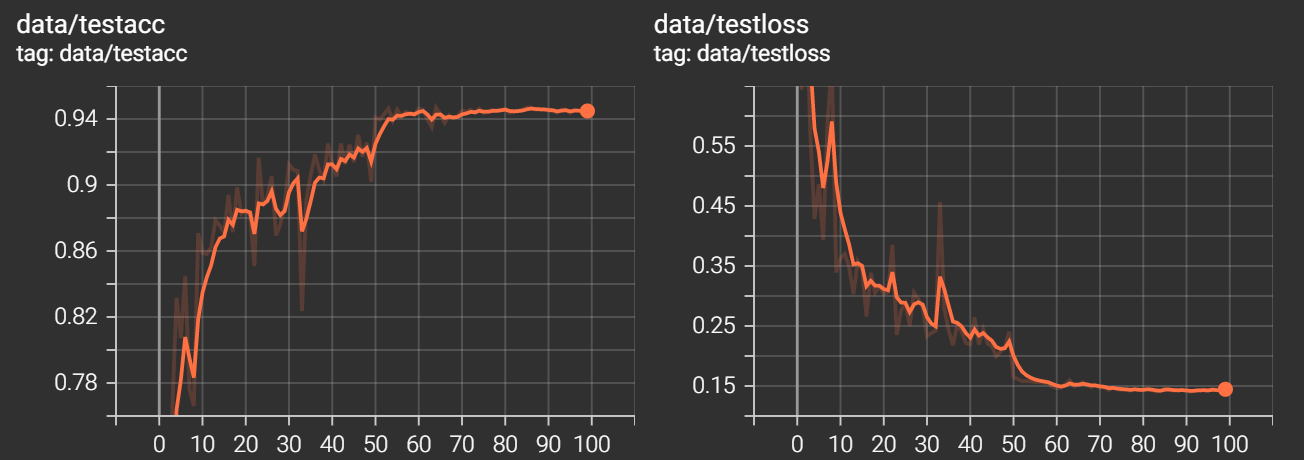 data/testacc
tag: data/testacc
0.94
0.9
0.86
0.82
0.78
0 10 20 30 40 50 60 70 80 90 100
data/testloss
tag: data/testloss
0.55
0.45
0.35
0.25
0.15
0 10 20 30 40 50 60 70 80 90 100